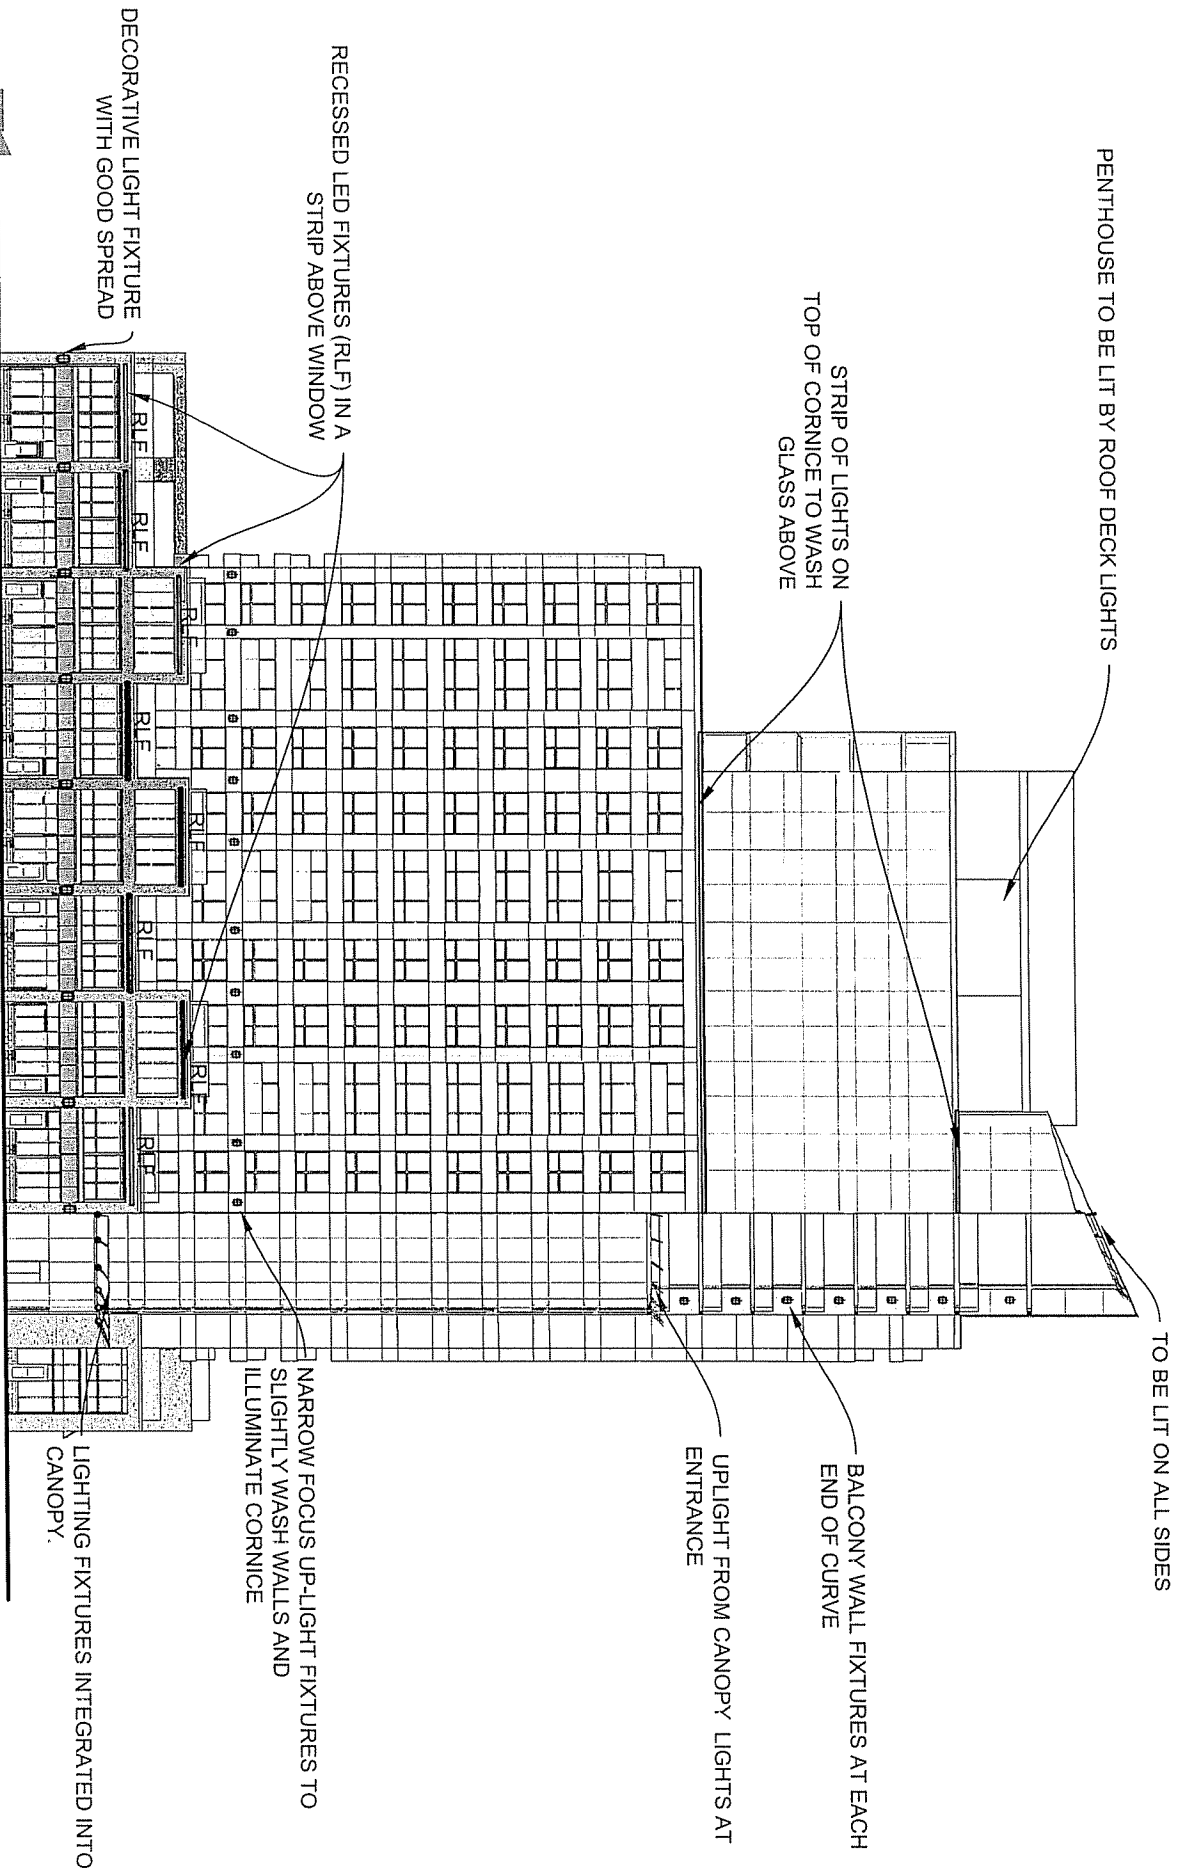 TO BE LIT ON ALL SIDES
PENTHOUSE TO BE LIT BY ROOF DECK LIGHTS
STRIP OF LIGHTS ON
TOP OF CORNICE TO WASH
GLASS ABOVE
BALCONY WALL FIXTURES AT EACH
END OF CURVE
UPLIGHT FROM CANOPY LIGHTS AT
ENTRANCE
RECESSED LED FIXTURES (RLF) IN A
STRIP ABOVE WINDOW
NARROW FOCUS UP-LIGHT FIXTURES TO
SLIGHTLY WASH WALLS AND
ILLUMINATE CORNICE
DECORATIVE LIGHT FIXTURE
WITH GOOD SPREAD
RLF
RLF
RLF
RLF
RLF
RLF
RLF
RLF
LIGHTING FIXTURES INTEGRATED INTO
CANOPY.